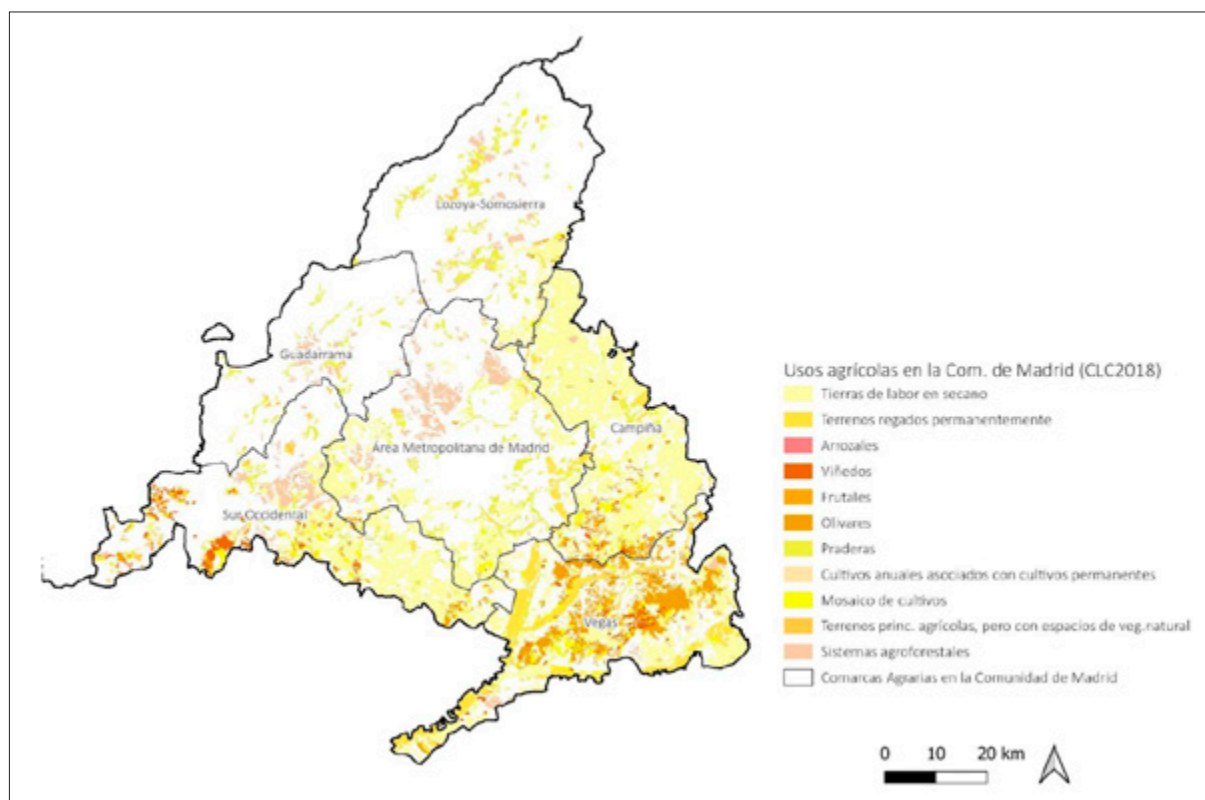 Lozoya-Somosierra
Guadarrama
Área Metropolitana de Madrid
Campiña
Sur Occidental
Vegas
Usos agrícolas en la Com. de Madrid (CLC2018)
Tierras de labor en secano
Terrenos regados permanentemente
Arrozales
Viñedos
Frutales
Olivares
Praderas
Cultivos anuales asociados con cultivos permanentes
Mosaico de cultivos
Terrenos princ. agrícolas, pero con espacios de veg.natural
Sistemas agroforestales
Comarcas Agrarias en la Comunidad de Madrid
0 10 20 km